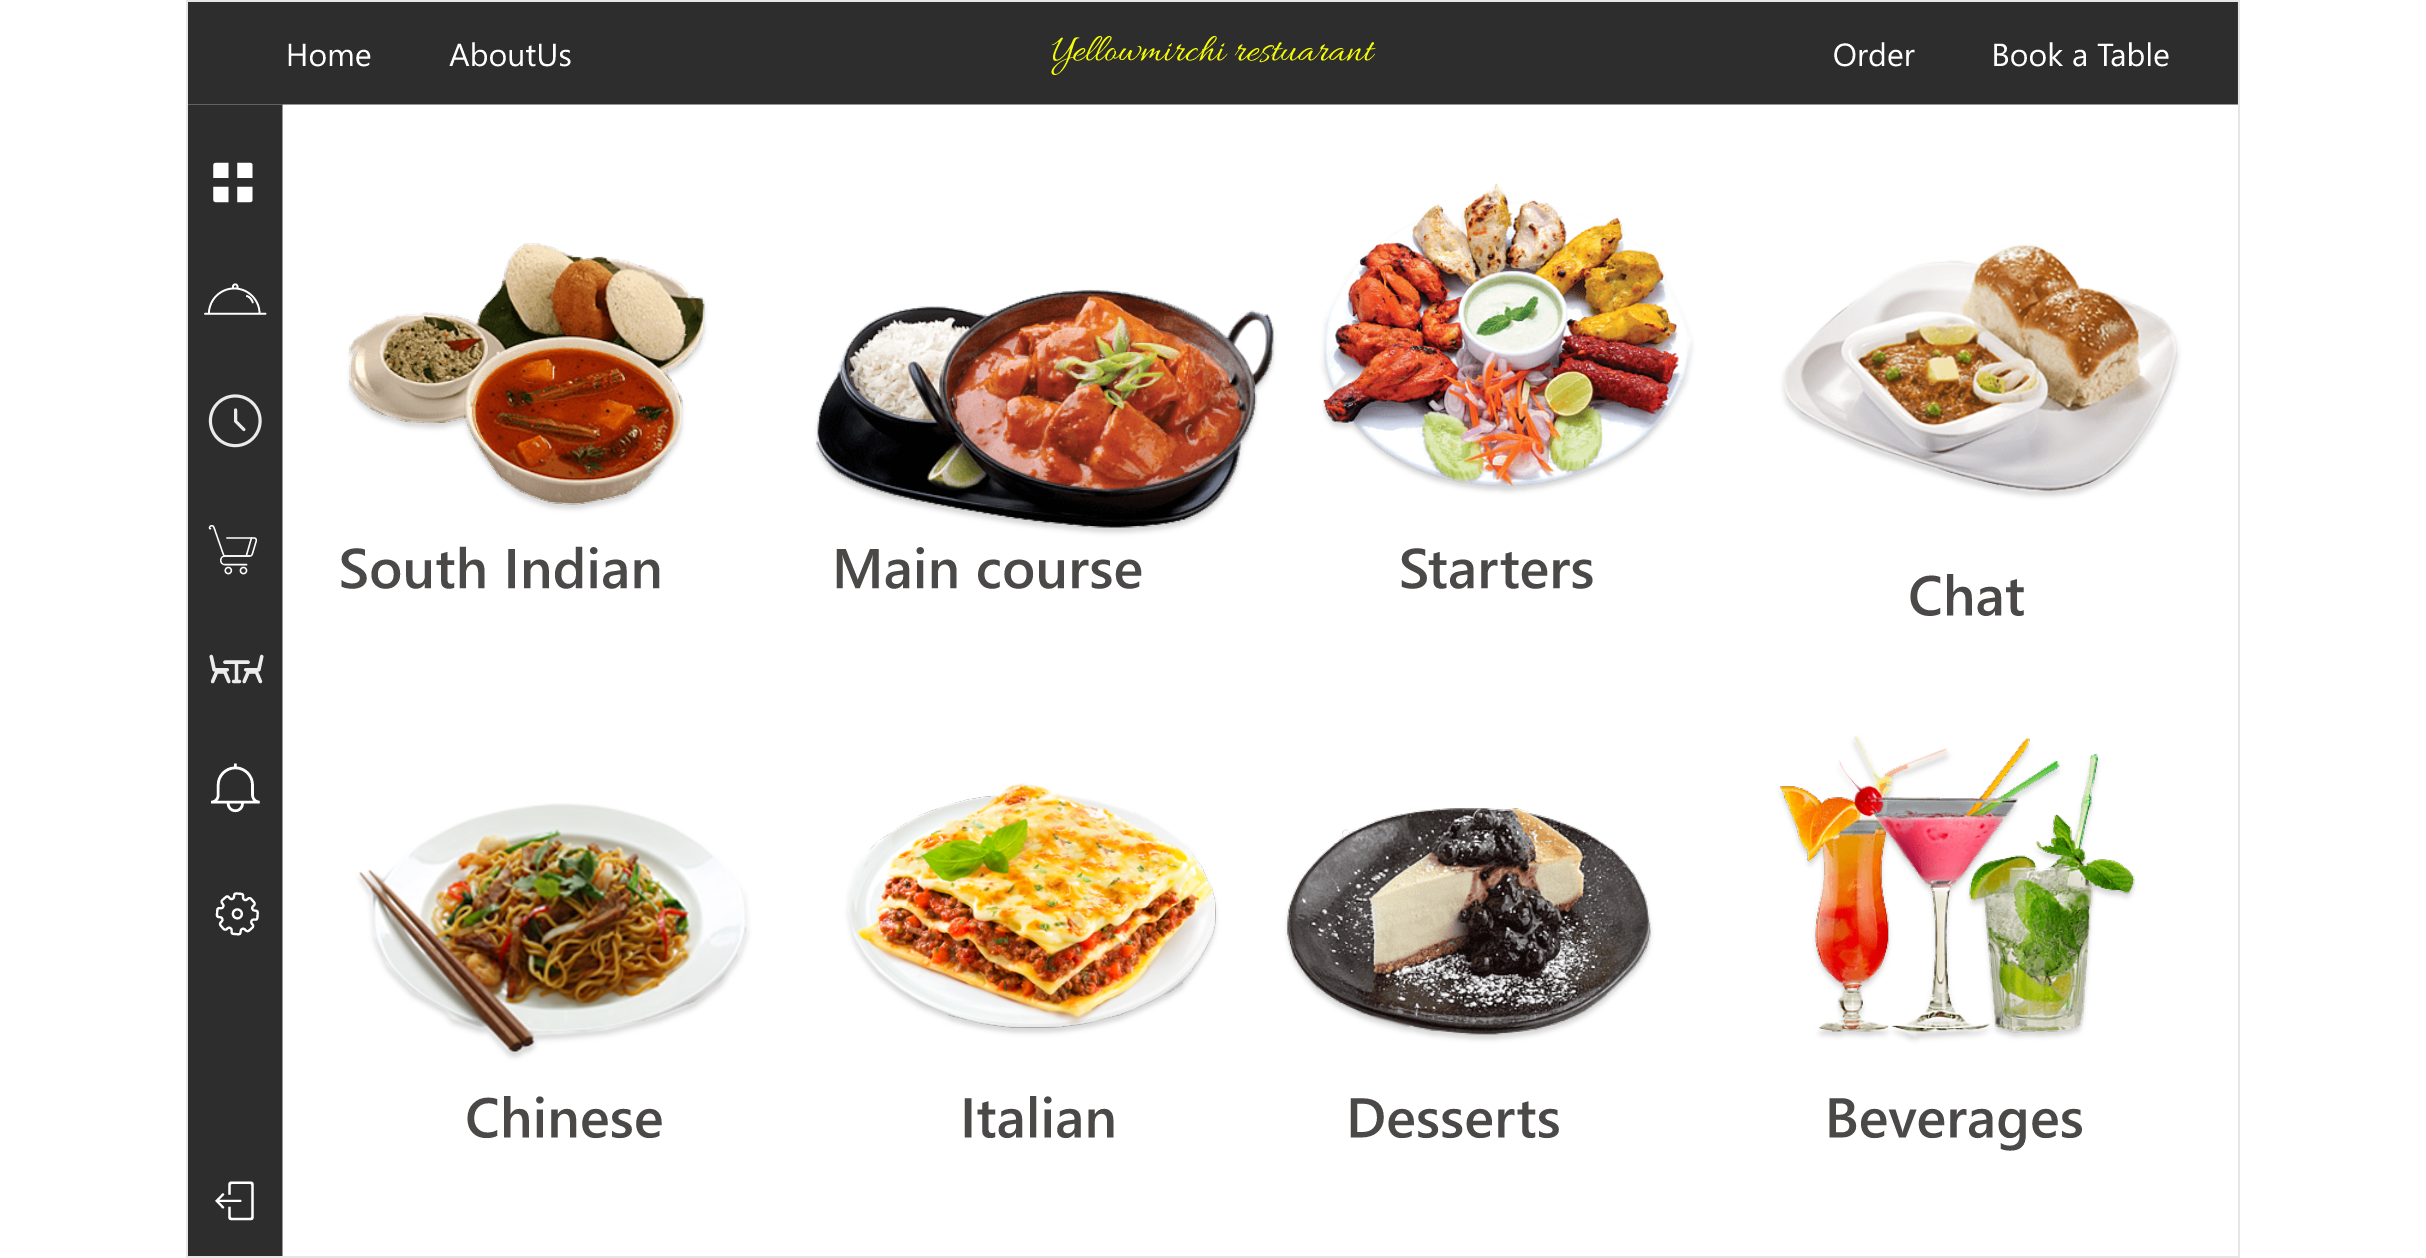 Home
AboutUs
Yellowmirchi restuarant
Order
Book a Table
South Indian
Main course
Starters
Chat
Chinese
Italian
Desserts
Beverages